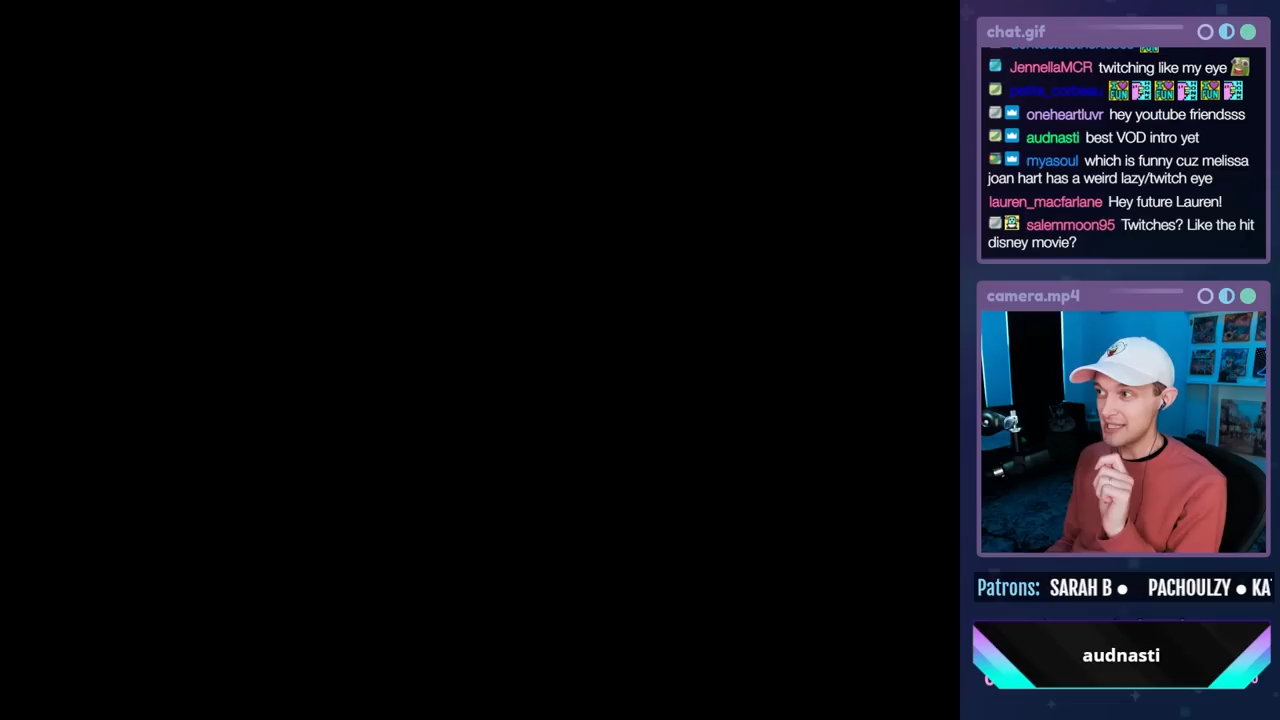 chat.gif
JennellaMCR twitching like my eye
petite_corbeau
oneheartluvr hey youtube friendsss
audnasti best VOD intro yet
myasoul which is funny cuz melissa
joan hart has a weird lazy/twitch eye
lauren_macfarlane Hey future Lauren!
salemmoon95 Twitches? Like the hit
disney movie?
camera.mp4
Patrons: SARAH B ● PACHOULZY ● KA
audnasti